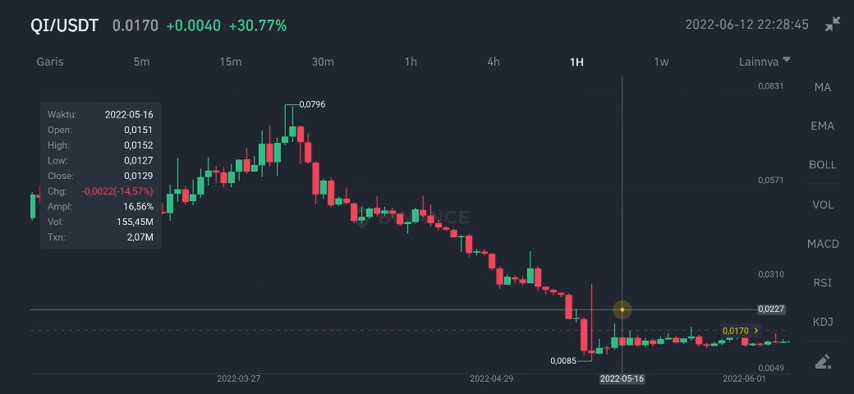 QI/USDT 0.0170 +0.0040 +30.77% 2022-06-12 22:28:45
Garis 5m 15m 30m 1h 4h 1H 1w Lainnya
Waktu: 2022-05-16
Open: 0,0151
High: 0,0152
Low: 0,0127
Close: 0,0129
Chg: -0,0022(-14,57%)
Ampl: 16,56%
Vol: 155,45M
Txn: 2,07M
0,0796
0,0085
BINANCE
0,0831
0,0571
0,0310
0,0227
0,0170 >
0,0049
2022-03-27 2022-04-29 2022-05-16 2022-06-01
MA
EMA
BOLL
VOL
MACD
RSI
KDJ